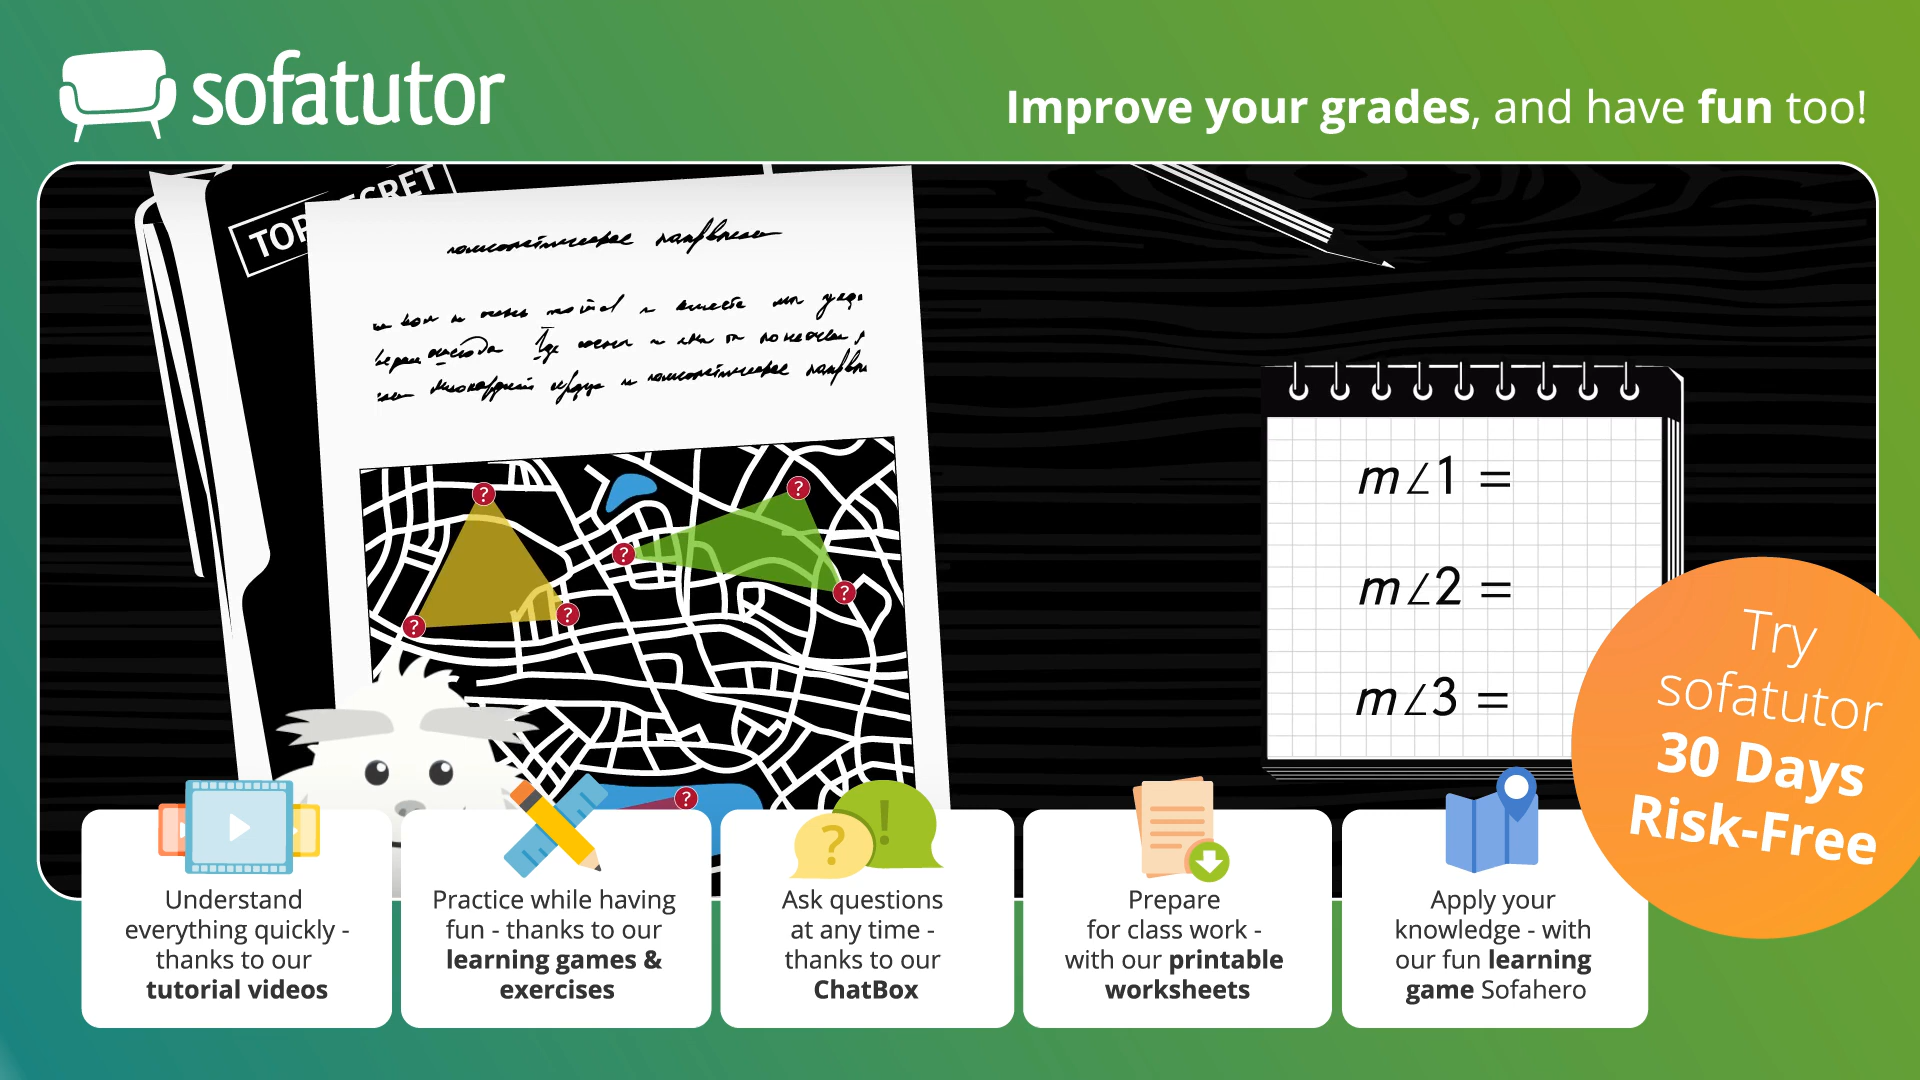 sofatutor
Improve your grades, and have fun too!
TOP SECRET
m∠1 =
m∠2 =
m∠3 =
?
?
?
?
?
?
?
Try
sofatutor
30 Days
Risk-Free
?
!
Understand
everything quickly -
thanks to our
tutorial videos
Practice while having
fun - thanks to our
learning games &
exercises
Ask questions
at any time -
thanks to our
ChatBox
Prepare
for class work -
with our printable
worksheets
Apply your
knowledge - with
our fun learning
game Sofahero